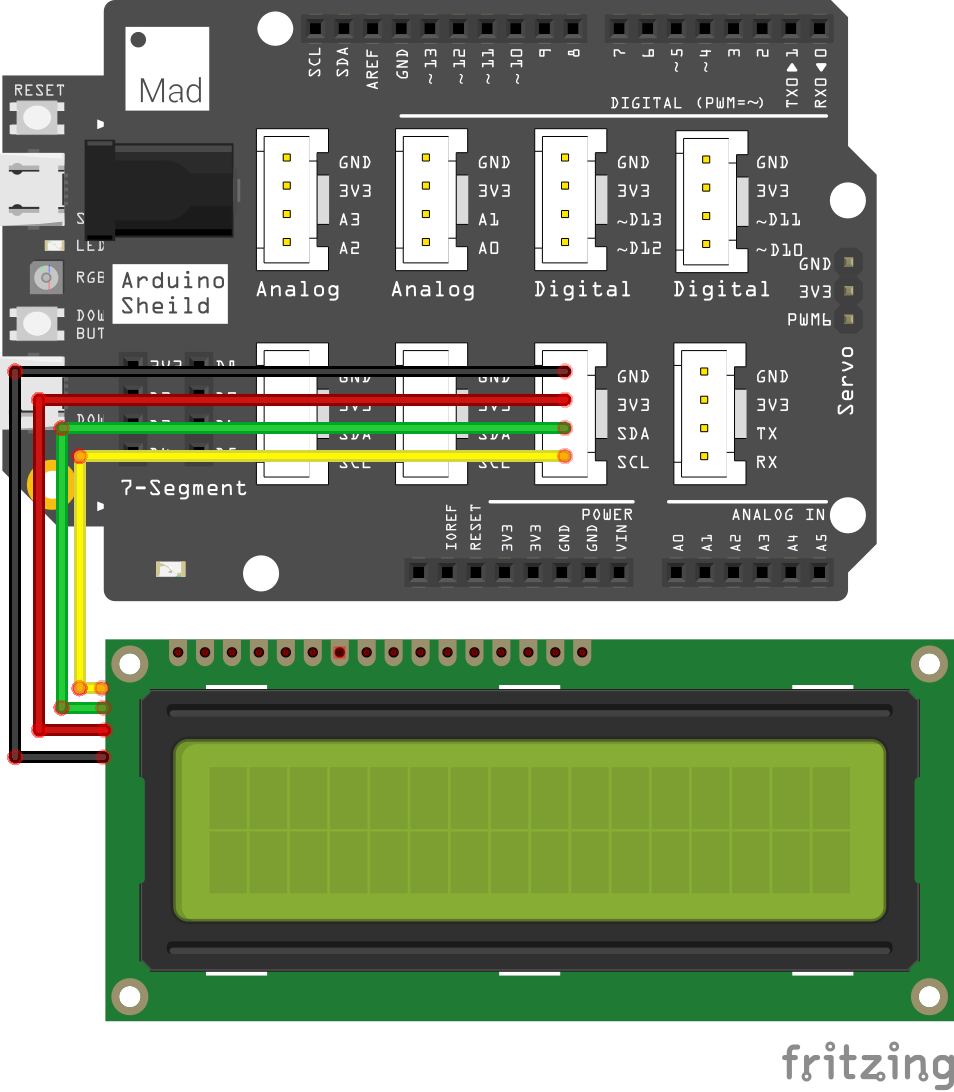 SCL
SDA
AREF
GND
~13
~12
~11
~10
9
8
7
6
~5
~4
3
2
TX0▶1
RX0◀0
DIGITAL (PWM=~)
RESET
Mad
GND
3V3
A3
A2
Analog
GND
3V3
A1
A0
Analog
GND
3V3
~D13
~D12
Digital
GND
3V3
~D11
~D10
Digital
LED
RGB
Arduino
Sheild
DOW
BUT
GND
3V3
PWM6
Servo
GND
3V3
SDA
SCL
GND
3V3
SDA
SCL
GND
3V3
SDA
SCL
GND
3V3
TX
RX
DOW
7-Segment
POWER
IOREF
RESET
3V3
3V3
GND
GND
VIN
ANALOG IN
A0
A1
A2
A3
A4
A5
fritzing